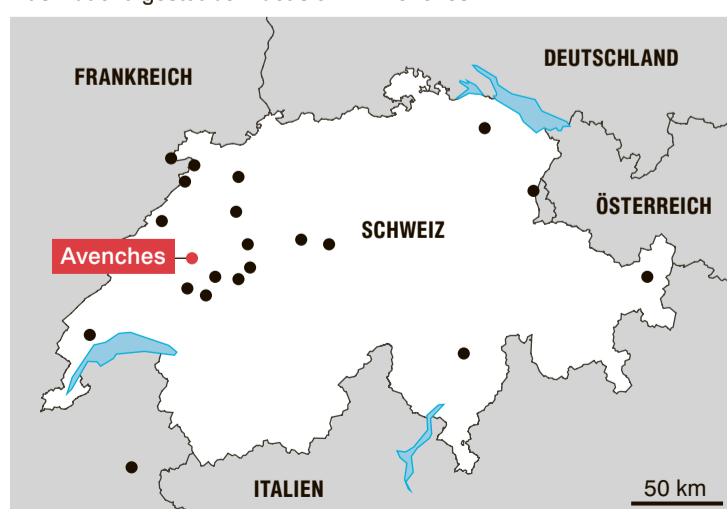 DEUTSCHLAND
FRANKREICH
ÖSTERREICH
SCHWEIZ
Avenches
ITALIEN
50 km